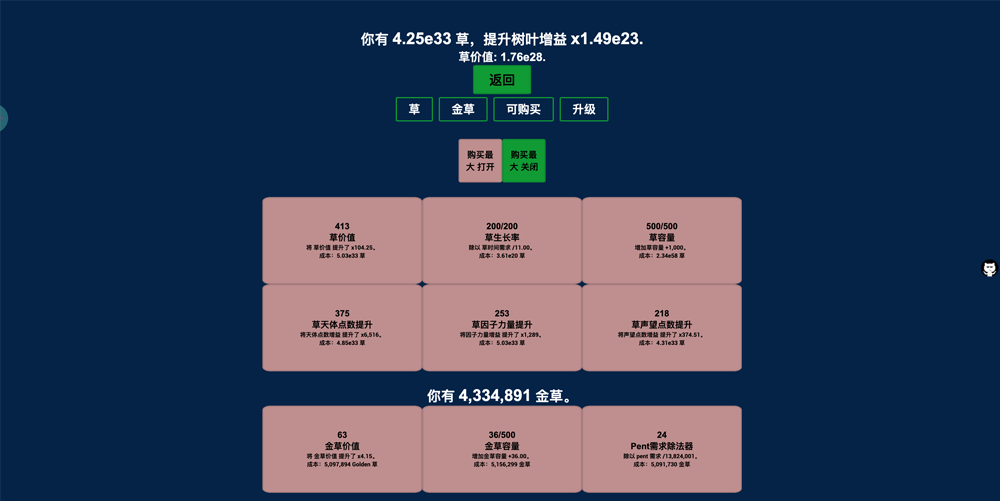 你有 4.25e33 草，提升树叶增益 x1.49e23.
草价值: 1.76e28.
返回
草 金草 可购买 升级
购买最 购买最
大 打开 大 关闭
413 200/200 500/500
草价值 草生长率 草容量
将 草价值 提升了 x104.25。 除以 草时间需求 /11.00。 增加草容量 +1,000。
成本：5.03e33 草 成本：3.61e20 草 成本：2.34e58 草
375 253 218
草天体点数提升 草因子力量提升 草声望点数提升
将天体点数增益 提升了 x6,516。 将因子力量增益 提升了 x1,289。 将声望点数增益 提升了 x374.51。
成本：4.85e33 草 成本：5.03e33 草 成本：4.31e33 草
你有 4,334,891 金草。
63 36/500 24
金草价值 金草容量 Pent需求除法器
将 金草价值 提升了 x4.15。 增加金草容量 +36.00。 除以 pent 需求 /13,824,001。
成本：5,097,894 Golden 草 成本：5,156,299 金草 成本：5,091,730 金草